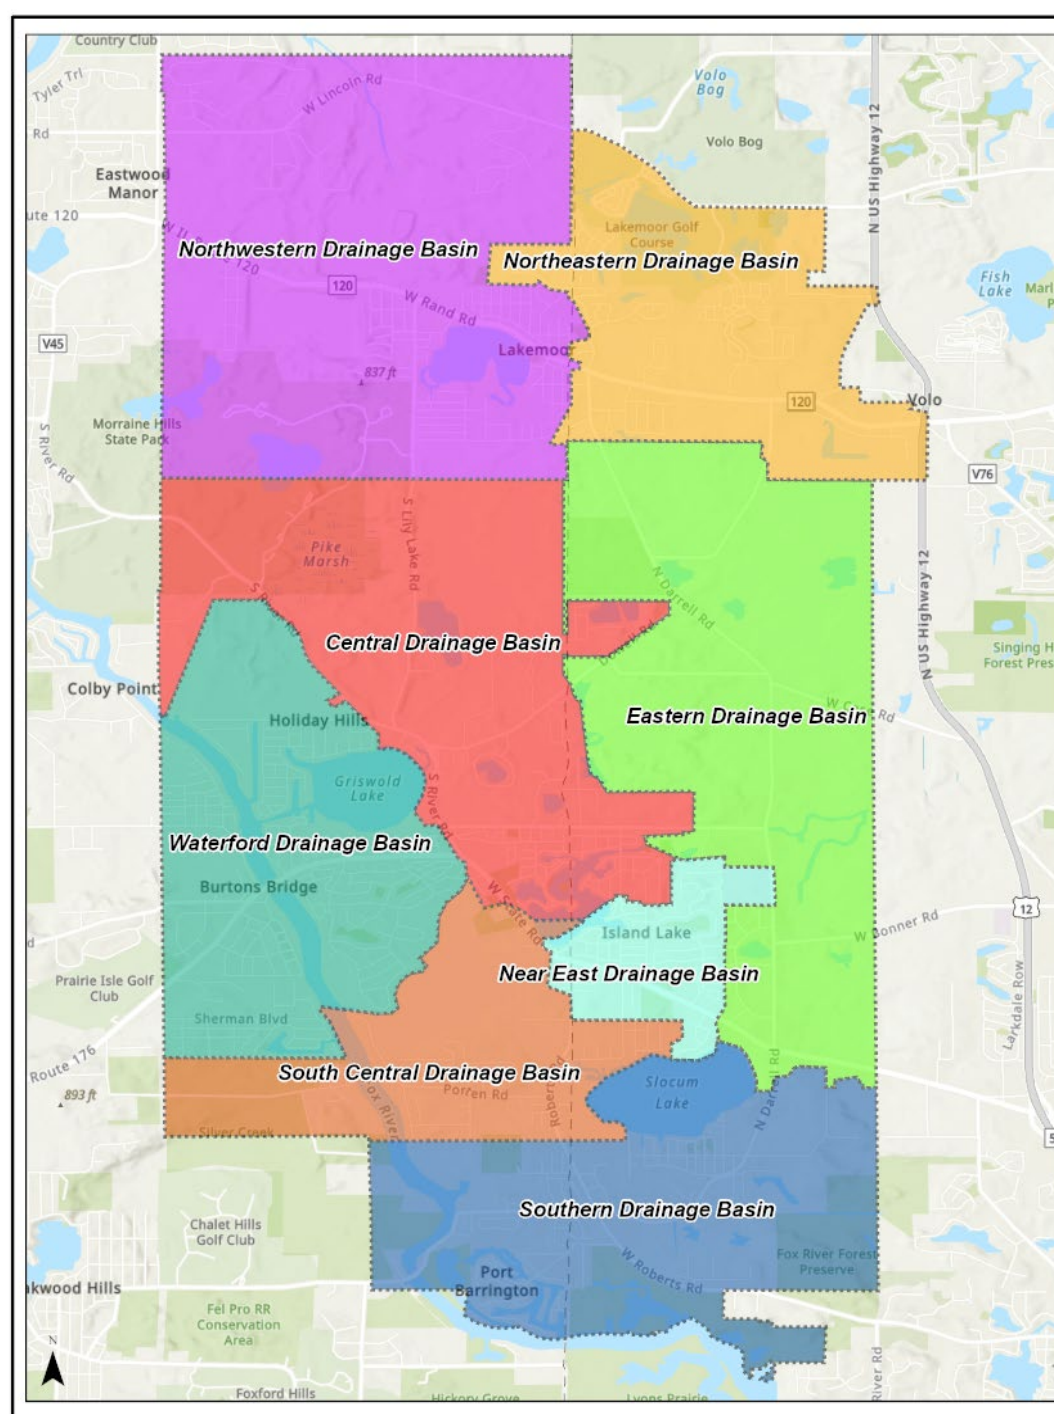 Country Club
Tyler Trl
W Lincoln Rd
Volo
Bog
Volo Bog
Rd
N US Highway 12
Eastwood
Manor
ute 120
Lakemoor Golf
Course
Northwestern Drainage Basin
120
Northeastern Drainage Basin
120
Fish
Lake
W Rand Rd
V45
Lakemoo
837 ft
120
Volo
Morraine Hills
State Park
S River Rd
V76
S Lily Lake Rd
Pike
Marsh
N US Highway 12
N Darrell Rd
S River Rd
Central Drainage Basin
Singing H
Forest Pres
Colby Point
Eastern Drainage Basin
Holiday Hills
Griswold
Lake
S River Rd
Waterford Drainage Basin
Burtons Bridge
W State Rd
12
W Bonner Rd
Island Lake
Near East Drainage Basin
Prairie Isle Golf
Club
Larkdale Row
Sherman Blvd
Route 176
South Central Drainage Basin
893 ft
Slocum
Lake
N Darrell Rd
Fox River
Silver Creek
Southern Drainage Basin
Chalet Hills
Golf Club
Fox River Forest
Preserve
W Roberts Rd
Port
Barrington
akwood Hills
Fel Pro RR
Conservation
Area
N
River Rd
Foxford Hills
Hickory Grove
Lyons Prairie